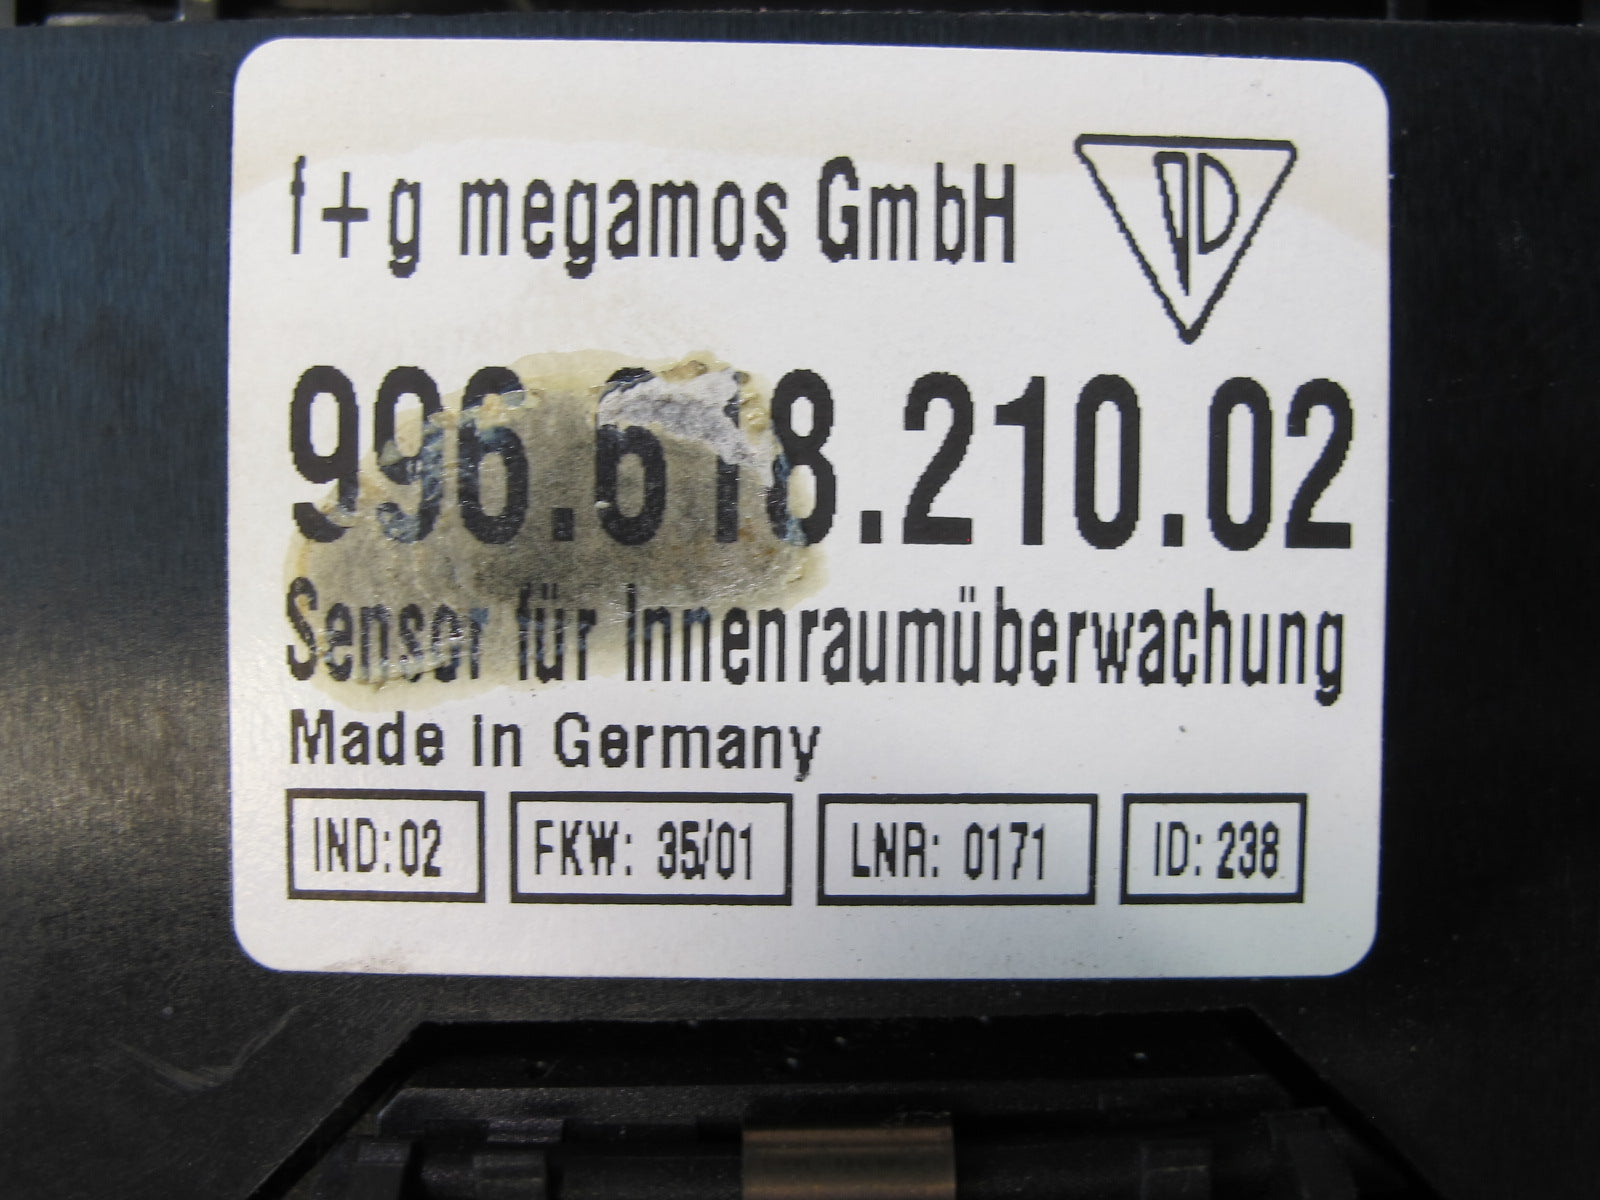 f+g megamos GmbH
996.618.210.02
Sensor für Innenraumüberwachung
Made in Germany
IND:02 FKW: 35/01 LNR: 0171 ID: 238